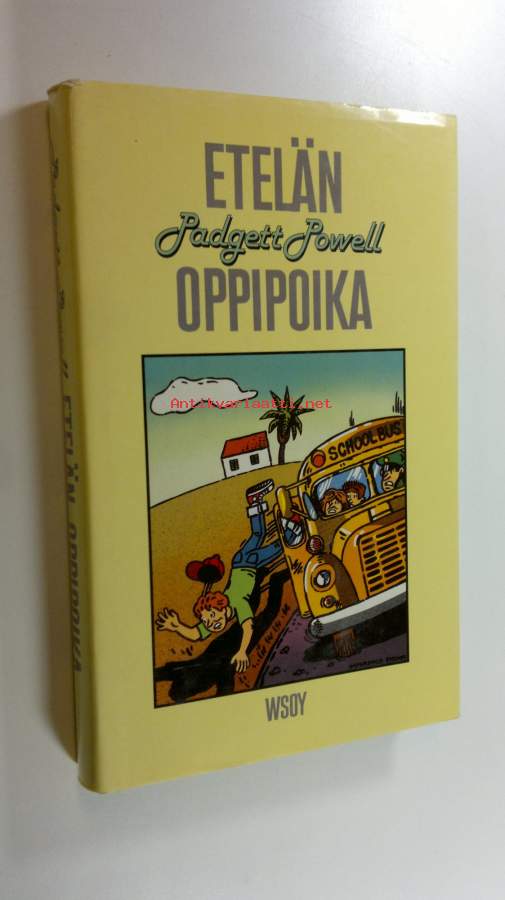 ETELÄN
Padgett Powell
OPPIPOIKA
Antikvariaatti.net
SCHOOL BUS
WSOY
Padgett Powell ETELÄN OPPIPOIKA